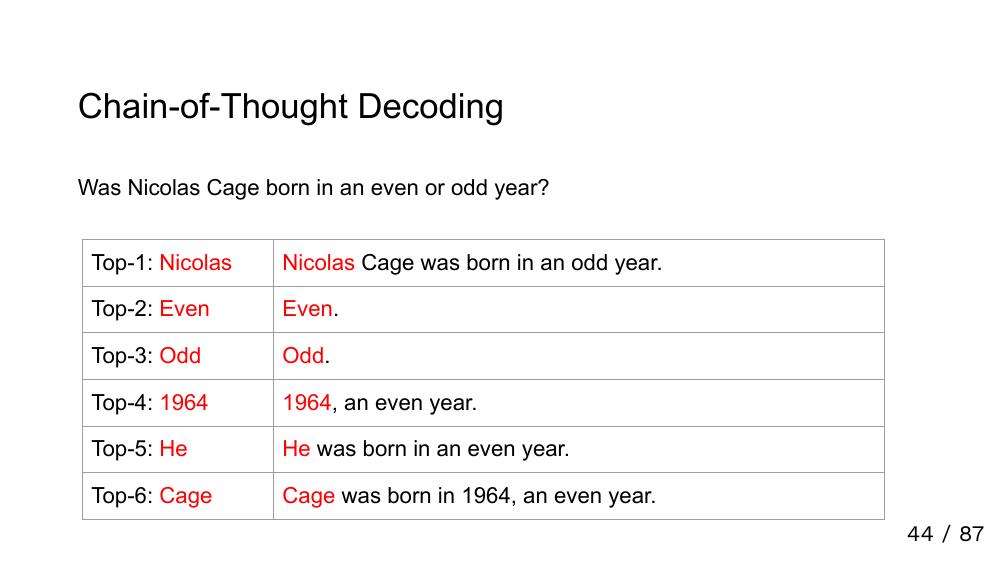 Chain-of-Thought Decoding
Was Nicolas Cage born in an even or odd year?
Top-1: Nicolas Nicolas Cage was born in an odd year.
Top-2: Even Even.
Top-3: Odd Odd.
Top-4: 1964 1964, an even year.
Top-5: He He was born in an even year.
Top-6: Cage Cage was born in 1964, an even year.
44 / 87